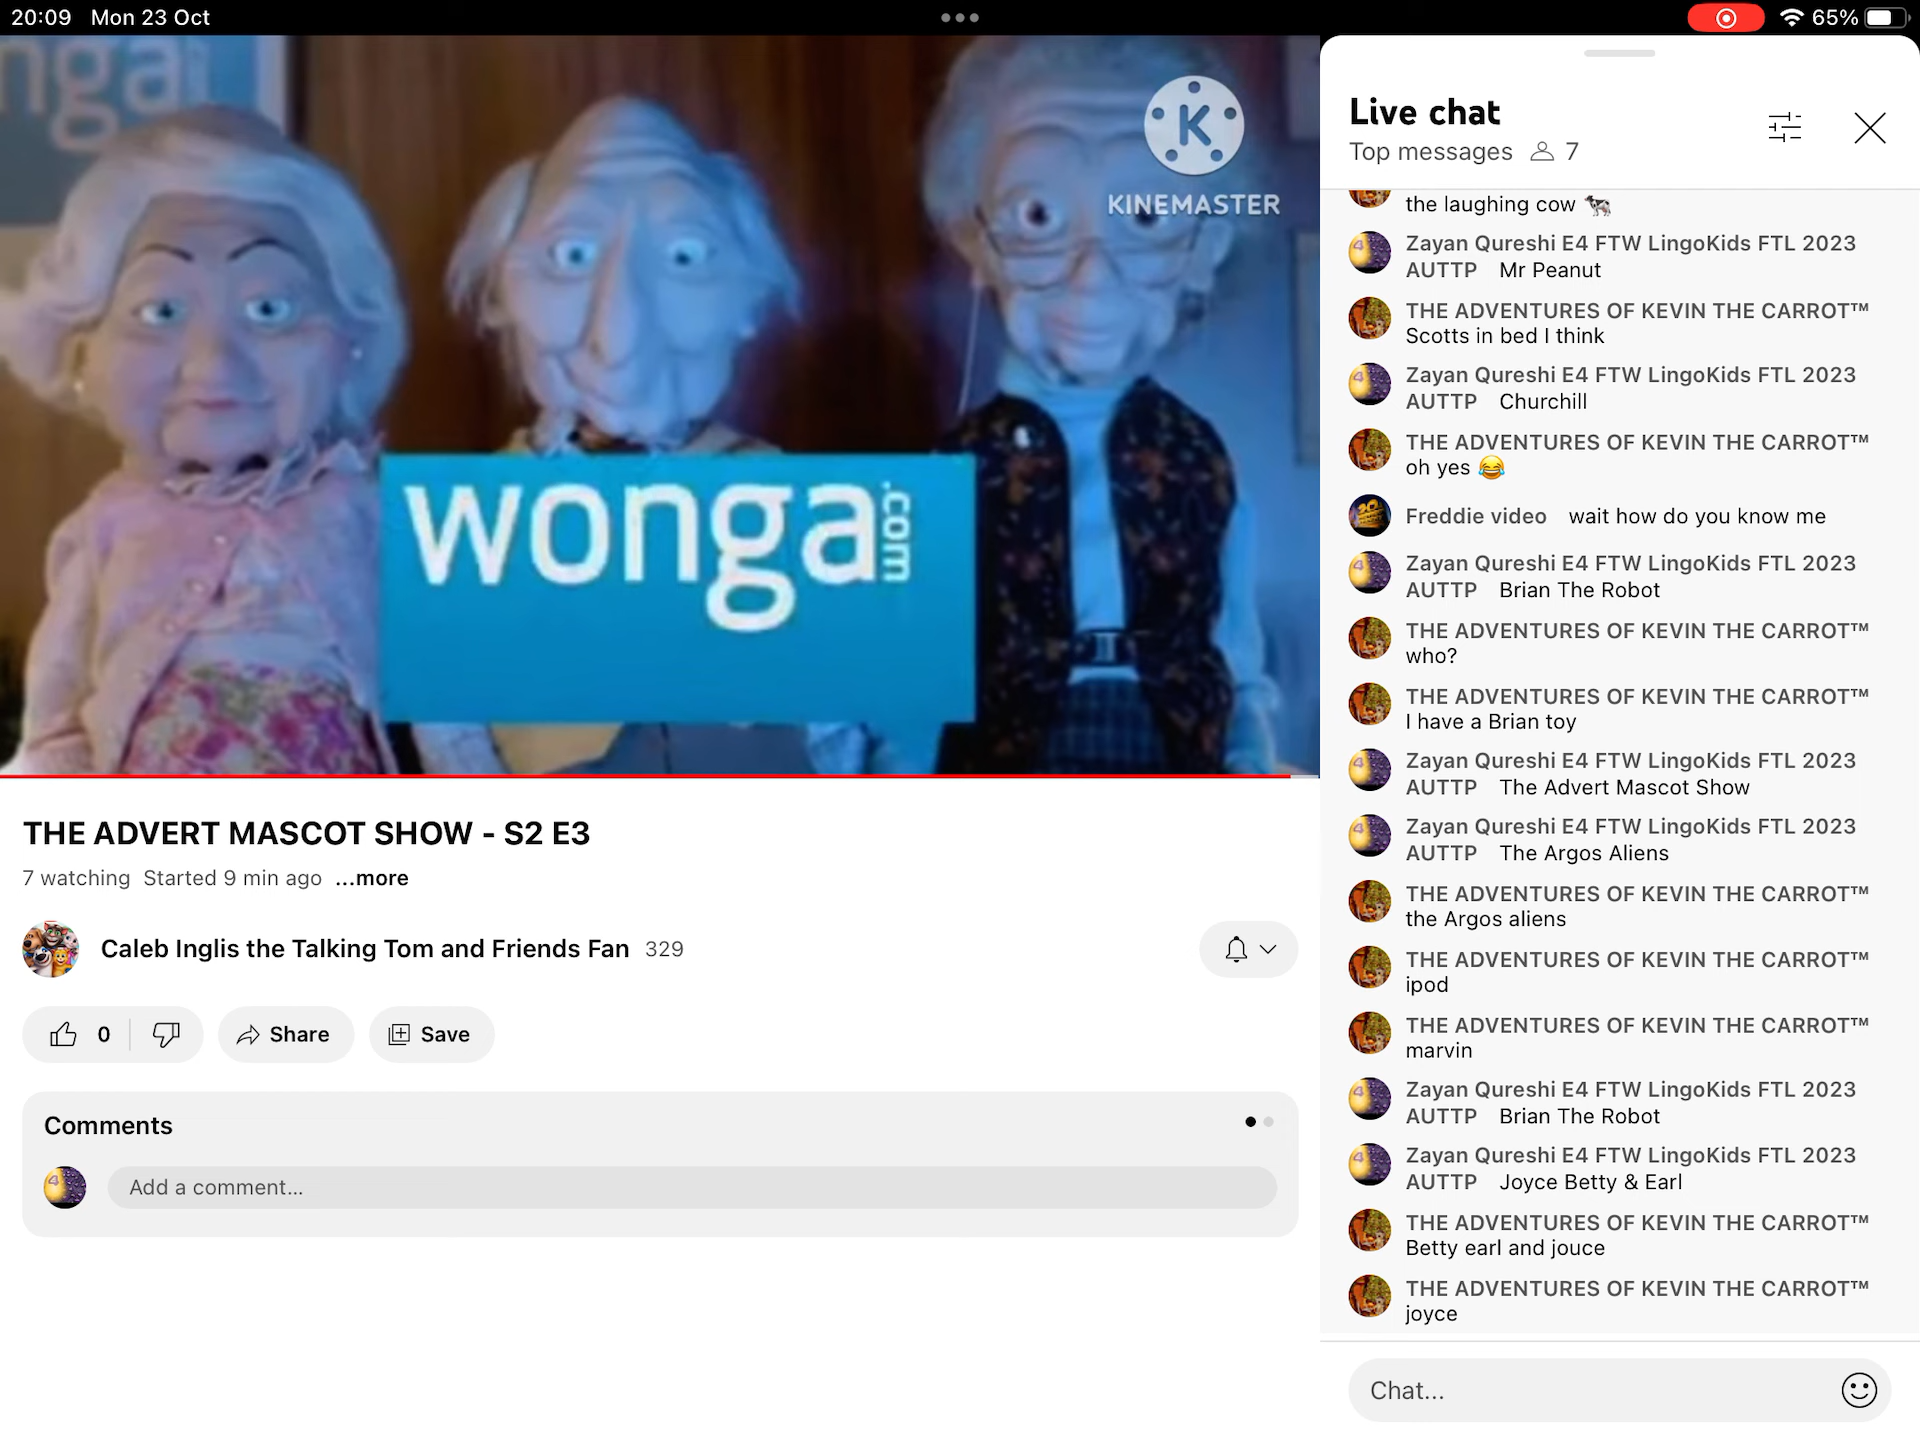 20:09 Mon 23 Oct
65%
nga
K
KINEMASTER
wonga.com
THE ADVERT MASCOT SHOW - S2 E3
7 watching Started 9 min ago ...more
Caleb Inglis the Talking Tom and Friends Fan 329
0 Share Save
Comments
Add a comment...
Live chat
Top messages 7
the laughing cow 🐄
Zayan Qureshi E4 FTW LingoKids FTL 2023
AUTTP Mr Peanut
THE ADVENTURES OF KEVIN THE CARROT™
Scotts in bed I think
Zayan Qureshi E4 FTW LingoKids FTL 2023
AUTTP Churchill
THE ADVENTURES OF KEVIN THE CARROT™
oh yes 😂
Freddie video wait how do you know me
Zayan Qureshi E4 FTW LingoKids FTL 2023
AUTTP Brian The Robot
THE ADVENTURES OF KEVIN THE CARROT™
who?
THE ADVENTURES OF KEVIN THE CARROT™
I have a Brian toy
Zayan Qureshi E4 FTW LingoKids FTL 2023
AUTTP The Advert Mascot Show
Zayan Qureshi E4 FTW LingoKids FTL 2023
AUTTP The Argos Aliens
THE ADVENTURES OF KEVIN THE CARROT™
the Argos aliens
THE ADVENTURES OF KEVIN THE CARROT™
ipod
THE ADVENTURES OF KEVIN THE CARROT™
marvin
Zayan Qureshi E4 FTW LingoKids FTL 2023
AUTTP Brian The Robot
Zayan Qureshi E4 FTW LingoKids FTL 2023
AUTTP Joyce Betty & Earl
THE ADVENTURES OF KEVIN THE CARROT™
Betty earl and jouce
THE ADVENTURES OF KEVIN THE CARROT™
joyce
Chat...